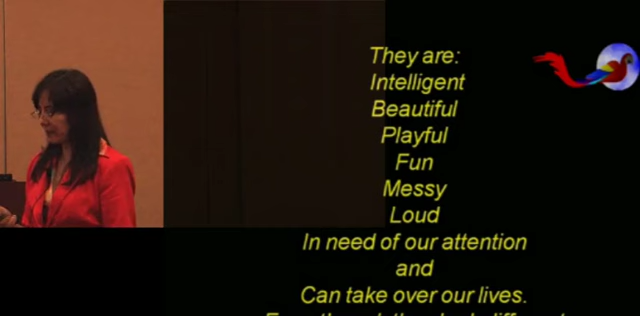 They are:
Intelligent
Beautiful
Playful
Fun
Messy
Loud
In need of our attention
and
Can take over our lives.